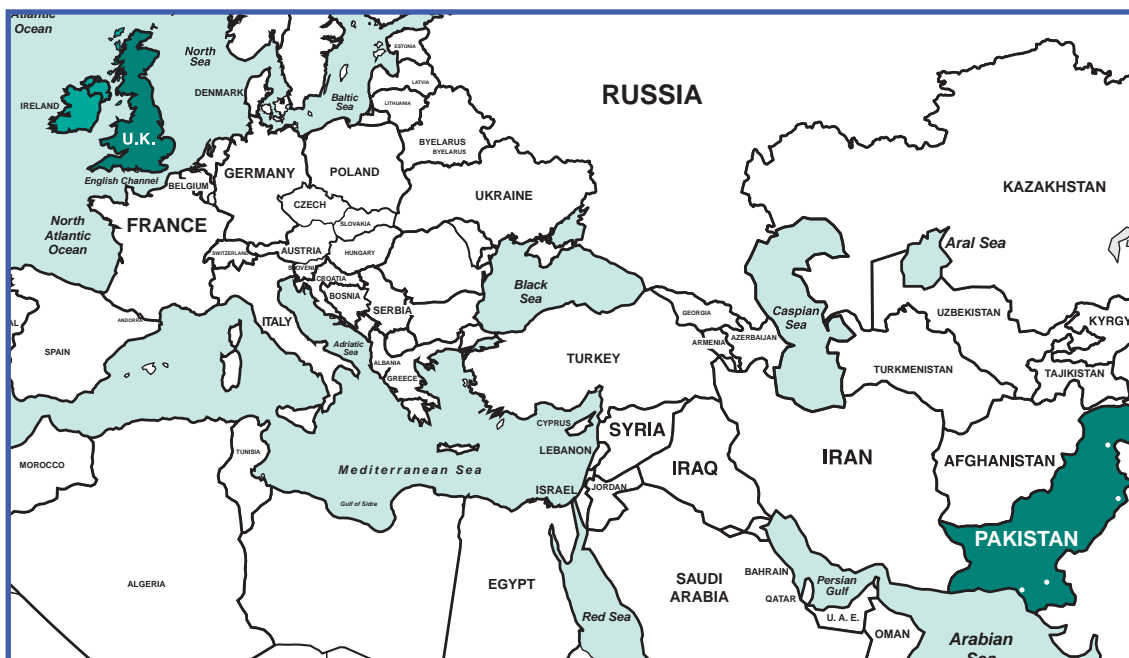 Atlantic
Ocean
North
Sea
ESTONIA
LATVIA
LITHUANIA
DENMARK
Baltic
Sea
RUSSIA
IRELAND
U.K.
BYELARUS
BYELARUS
English Channel
BELGIUM
GERMANY
POLAND
UKRAINE
KAZAKHSTAN
CZECH
SLOVAKIA
North
Atlantic
Ocean
FRANCE
SWITZERLAND
AUSTRIA
HUNGARY
SLOVENIA
CROATIA
BOSNIA
SERBIA
Black
Sea
Caspian
Sea
Aral Sea
ANDORRA
ITALY
Adriatic
Sea
GEORGIA
ARMENIA
AZERBAIJAN
UZBEKISTAN
KYRGY
AL
SPAIN
ALBANIA
GREECE
TURKEY
TURKMENISTAN
TAJIKISTAN
CYPRUS
SYRIA
LEBANON
MOROCCO
TUNISIA
Mediterranean Sea
IRAQ
IRAN
AFGHANISTAN
Gulf of Sidra
ISRAEL
JORDAN
PAKISTAN
ALGERIA
EGYPT
SAUDI
ARABIA
BAHRAIN
QATAR
Persian
Gulf
Red Sea
U. A. E.
OMAN
Arabian
Sea